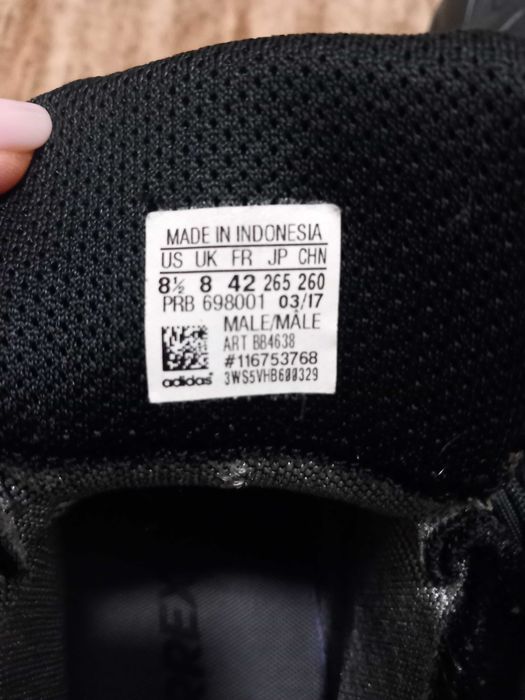 MADE IN INDONESIA
US UK FR JP CHN
8½ 8 42 265 260
PRB 698001 03/17
MALE/MÂLE
ART BB4638
#116753768
adidas 3WS5VHB600329
RREX